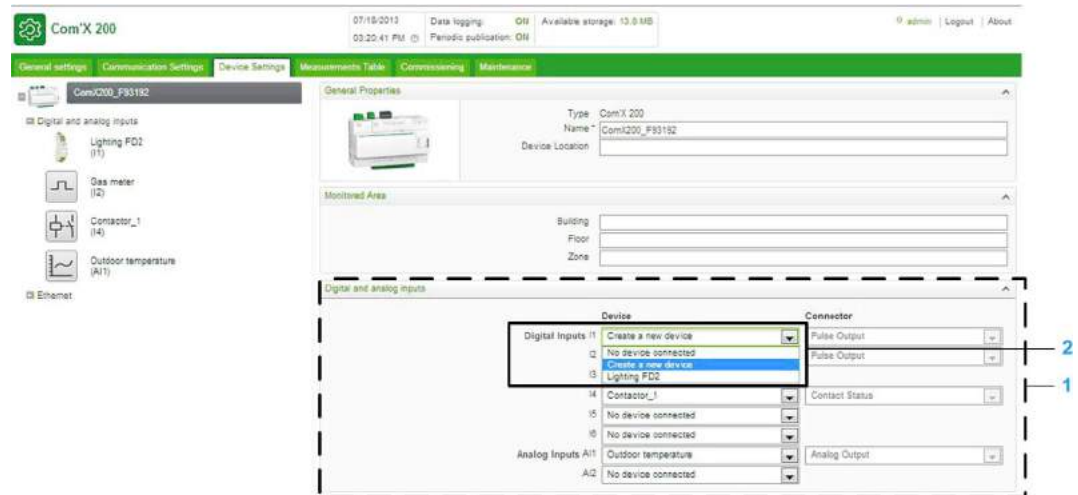 Com'X 200
07/18/2013
03:20:41 PM
Data logging: ON
Periodic publication: ON
Available storage: 13.8 MB
admin | Logout | About
General settings
Communication Settings
Device Settings
Measurements Table
Commissioning
Maintenance
ComX200_F93192
Digital and analog inputs
Lighting FD2
(I1)
Gas meter
(I2)
Contactor_1
(I4)
Outdoor temperature
(AI1)
Ethernet
General Properties
Type Com'X 200
Name * ComX200_F93192
Device Location
Monitored Area
Building
Floor
Zone
Digital and analog inputs
Device Connector
Digital Inputs I1 Create a new device Pulse Output
I2 No device connected Pulse Output
Create a new device
I3 Lighting FD2
I4 Contactor_1 Contact Status
I5 No device connected
I6 No device connected
Analog Inputs AI1 Outdoor temperature Analog Output
AI2 No device connected
2
1